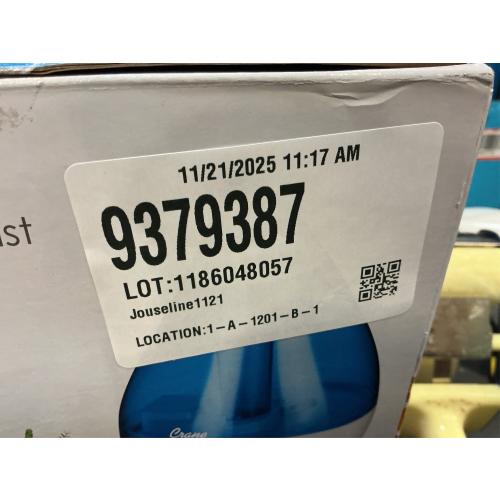 11/21/2025 11:17 AM
9379387
LOT:1186048057
Jouseline1121
LOCATION:1-A-1201-B-1
Crane